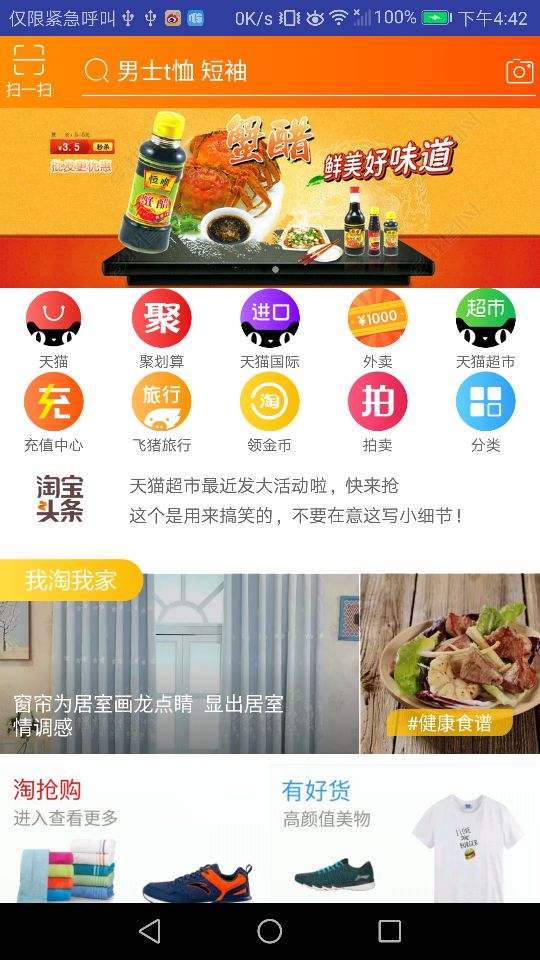 仅限紧急呼叫
0K/s
100%
下午4:42
扫一扫
男士t恤 短袖
¥3.5
秒杀
批发更优惠
恒顺
蟹醋
蟹醋
鲜美好味道
聚
进口
¥1000
超市
天猫
聚划算
天猫国际
外卖
天猫超市
充
旅行
淘
拍
充值中心
飞猪旅行
领金币
拍卖
分类
淘宝
头条
天猫超市最近发大活动啦，快来抢
这个是用来搞笑的，不要在意这写小细节！
我淘我家
窗帘为居室画龙点睛 显出居室
情调感
#健康食谱
淘抢购
进入查看更多
有好货
高颜值美物
I LOVE
BURGER